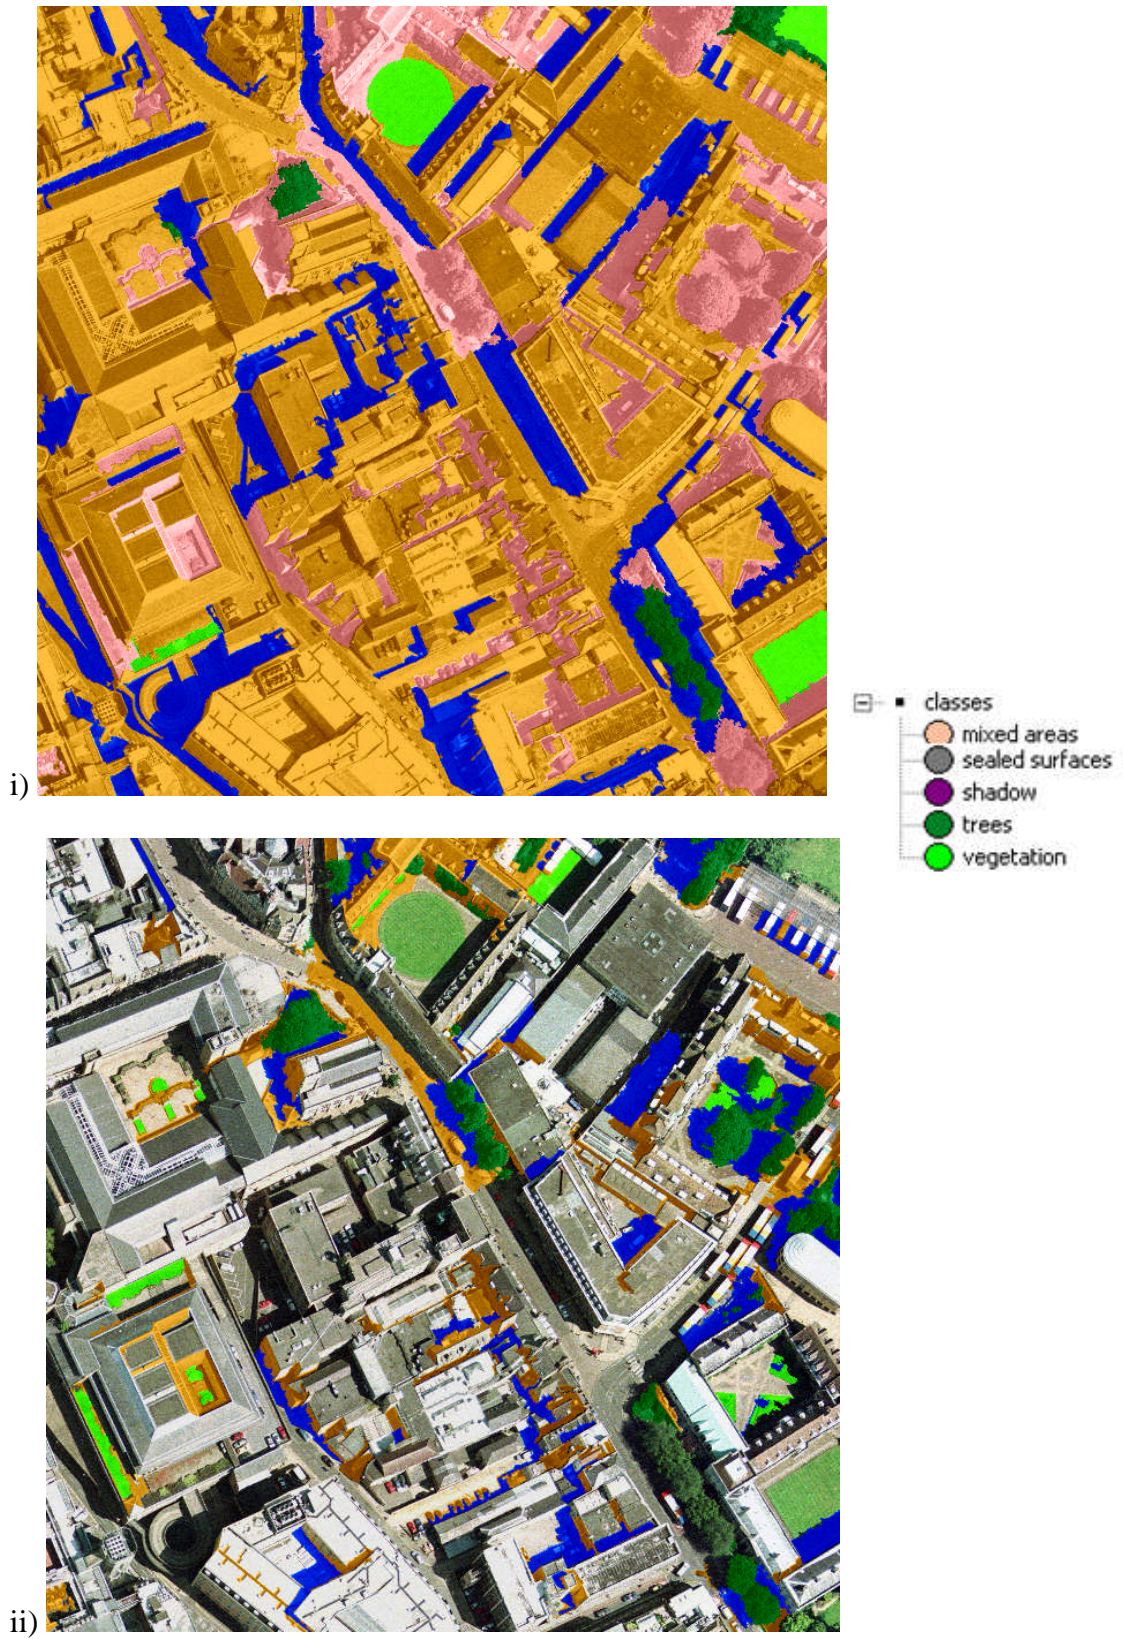 i)
classes
mixed areas
sealed surfaces
shadow
trees
vegetation
ii)